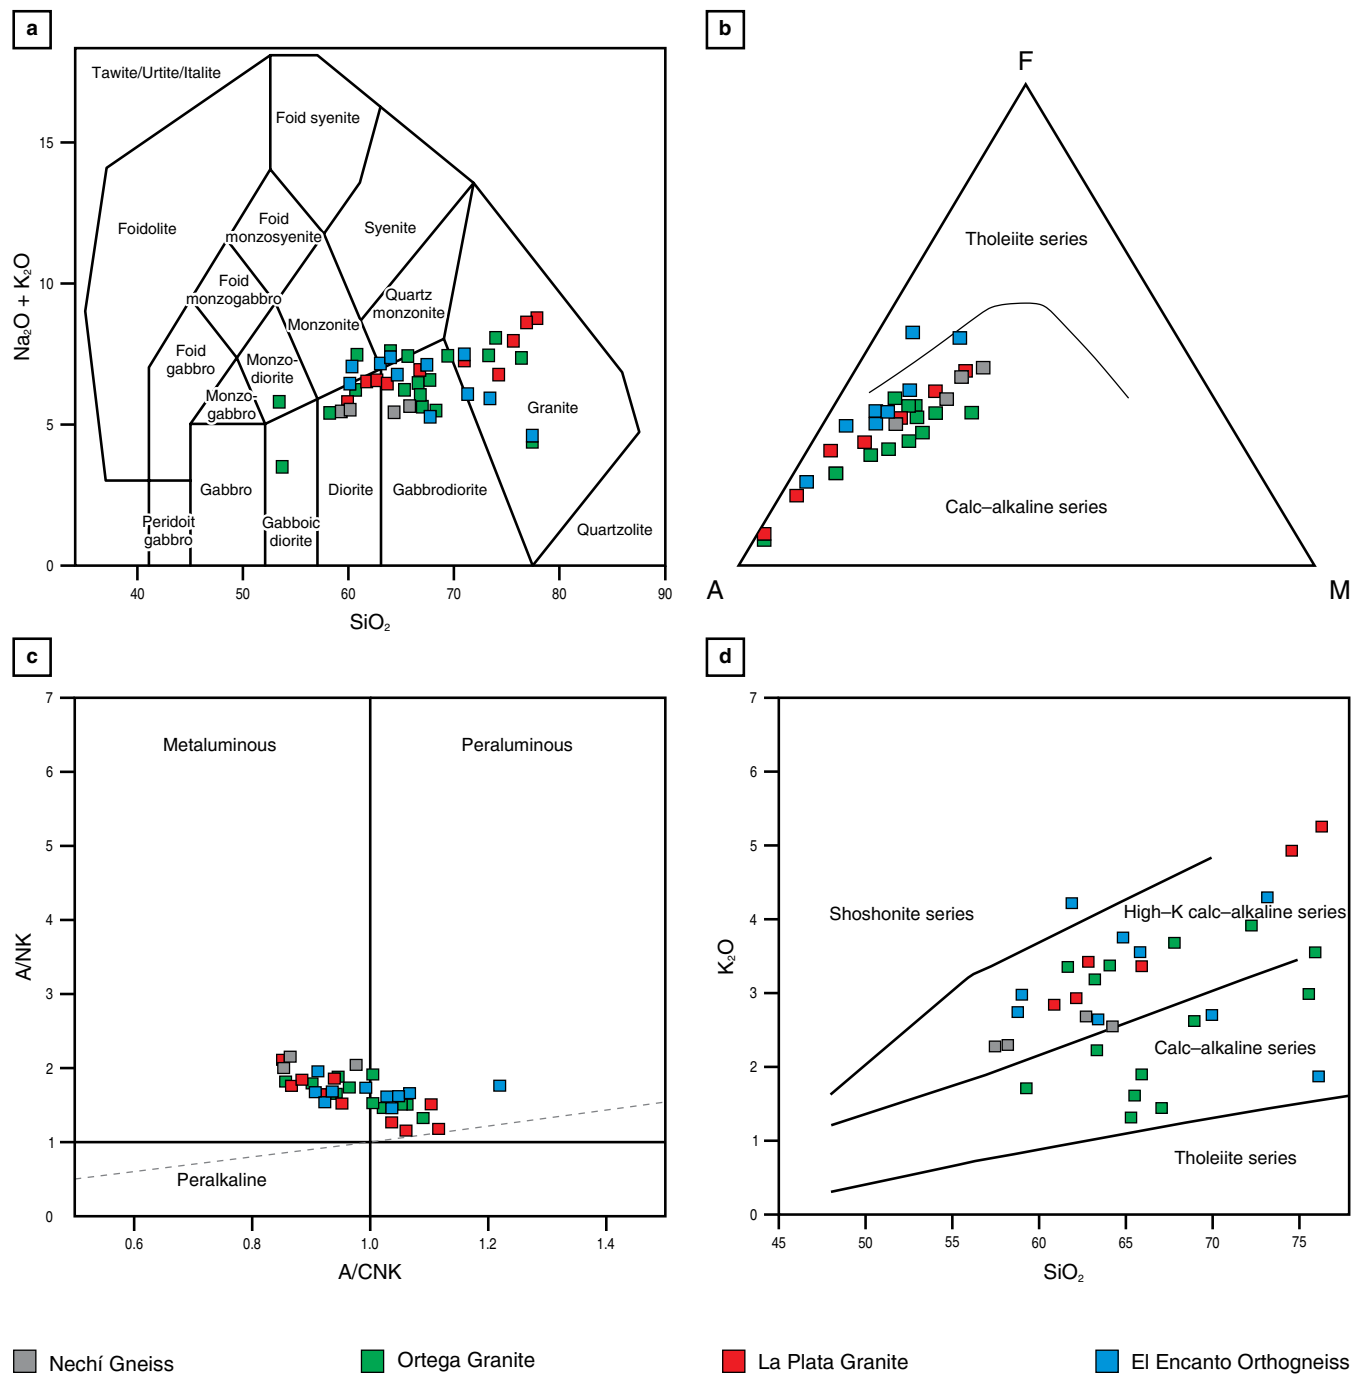 a
Tawite/Urtite/Italite
Foid syenite
Foidolite
Foid
monzosyenite
Syenite
Foid
monzogabbro
Quartz
monzonite
Monzonite
Foid
gabbro
Monzo-
diorite
Monzo-
gabbro
Granite
Gabbro
Diorite
Gabbrodiorite
Peridoit
gabbro
Gabboic
diorite
Quartzolite
Na₂O + K₂O
15
10
5
0
40
50
60
70
80
90
SiO₂
b
F
Tholeiite series
Calc–alkaline series
A
M
c
7
6
5
4
3
2
1
0
A/NK
Metaluminous
Peraluminous
Peralkaline
0.6
0.8
1.0
1.2
1.4
A/CNK
d
7
6
5
4
3
2
1
0
K₂O
Shoshonite series
High–K calc–alkaline series
Calc–alkaline series
Tholeiite series
45
50
55
60
65
70
75
SiO₂
Nechí Gneiss
Ortega Granite
La Plata Granite
El Encanto Orthogneiss